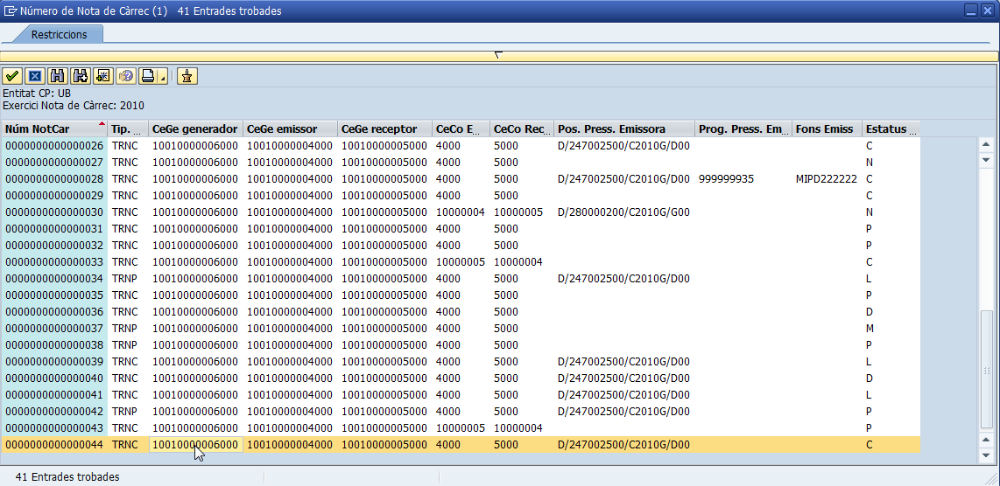 Número de Nota de Càrrec (1) 41 Entrades trobades
Restriccions
Entitat CP: UB
Exercici Nota de Càrrec: 2010
Núm NotCar Tip. ... CeGe generador CeGe emissor CeGe receptor CeCo E... CeCo Rec... Pos. Press. Emissora Prog. Press. Em... Fons Emiss Estatus ...
0000000000000026 TRNC 10010000006000 10010000004000 10010000005000 4000 5000 D/247002500/C2010G/D00 C
0000000000000027 TRNC 10010000006000 10010000004000 10010000005000 4000 5000 N
0000000000000028 TRNC 10010000006000 10010000004000 10010000005000 4000 5000 D/247002500/C2010G/D00 999999935 MIPD222222 C
0000000000000029 TRNC 10010000006000 10010000004000 10010000005000 4000 5000 C
0000000000000030 TRNC 10010000006000 10010000004000 10010000005000 10000004 10000005 D/280000200/C2010G/G00 N
0000000000000031 TRNC 10010000006000 10010000004000 10010000005000 4000 5000 P
0000000000000032 TRNC 10010000006000 10010000004000 10010000005000 4000 5000 P
0000000000000033 TRNC 10010000006000 10010000004000 10010000005000 10000005 10000004 C
0000000000000034 TRNP 10010000006000 10010000004000 10010000005000 4000 5000 D/247002500/C2010G/D00 L
0000000000000035 TRNC 10010000006000 10010000004000 10010000005000 4000 5000 P
0000000000000036 TRNC 10010000006000 10010000004000 10010000005000 4000 5000 D
0000000000000037 TRNP 10010000006000 10010000004000 10010000005000 4000 5000 M
0000000000000038 TRNP 10010000006000 10010000004000 10010000005000 4000 5000 P
0000000000000039 TRNC 10010000006000 10010000004000 10010000005000 4000 5000 D/247002500/C2010G/D00 L
0000000000000040 TRNC 10010000006000 10010000004000 10010000005000 4000 5000 D/247002500/C2010G/D00 D
0000000000000041 TRNC 10010000006000 10010000004000 10010000005000 4000 5000 D/247002500/C2010G/D00 L
0000000000000042 TRNP 10010000006000 10010000004000 10010000005000 4000 5000 D/247002500/C2010G/D00 P
0000000000000043 TRNC 10010000006000 10010000004000 10010000005000 10000005 10000004 P
0000000000000044 TRNC 10010000006000 10010000004000 10010000005000 4000 5000 D/247002500/C2010G/D00 C
41 Entrades trobades